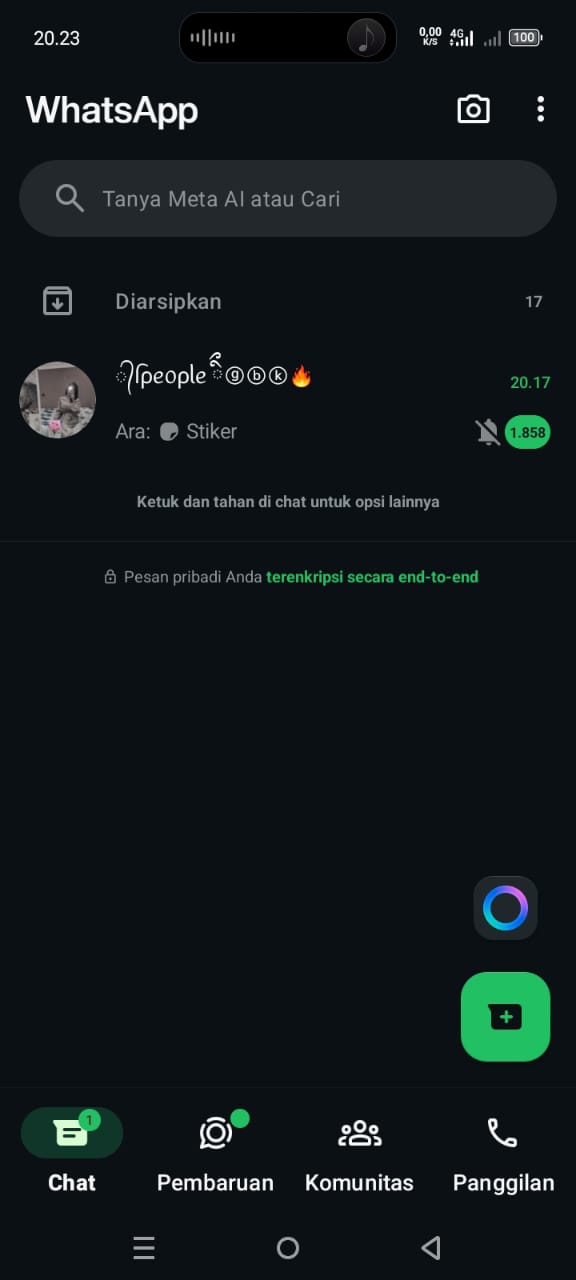 20.23
0,00 K/S 4G 100
WhatsApp
Tanya Meta AI atau Cari
Diarsipkan 17
people ⓖⓑⓚ🔥 20.17
Ara: Stiker 1.858
Ketuk dan tahan di chat untuk opsi lainnya
Pesan pribadi Anda terenkripsi secara end-to-end
1
Chat Pembaruan Komunitas Panggilan